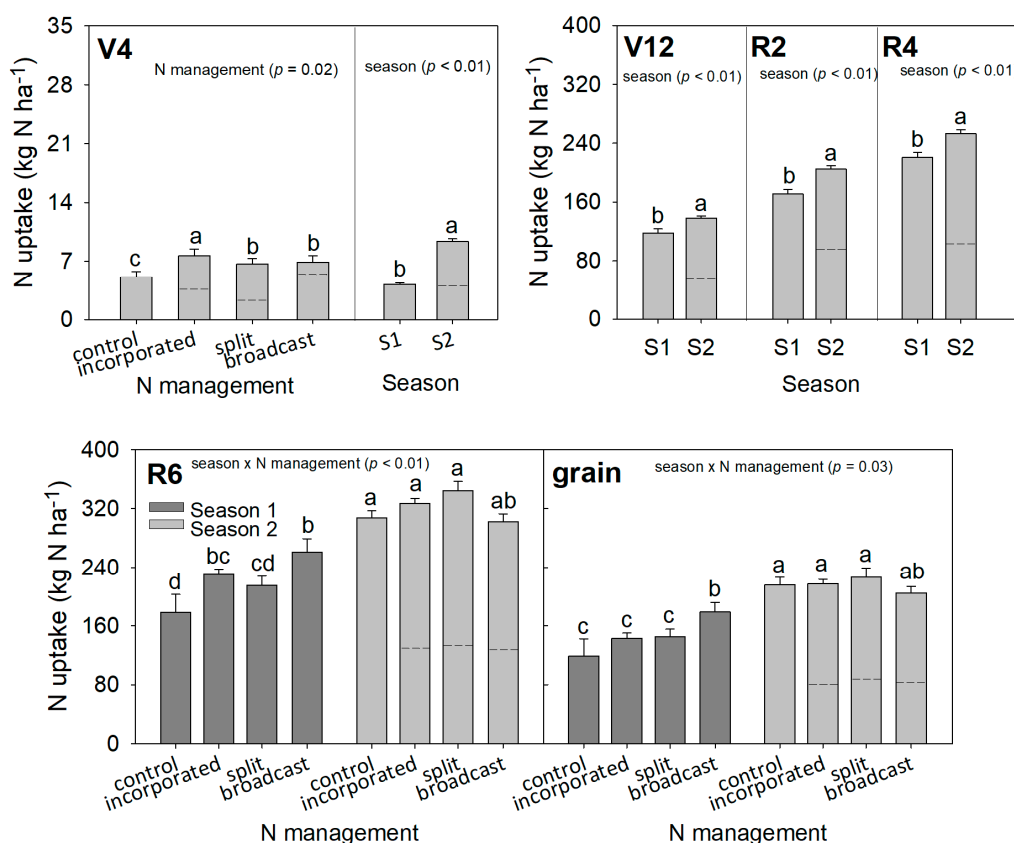 V4
N management (p = 0.02)
season (p < 0.01)
N uptake (kg N ha-1)
35
28
21
14
7
0
c
a
b
b
b
a
control
incorporated
split
broadcast
S1
S2
N management
Season
V12
R2
R4
season (p < 0.01)
season (p < 0.01)
season (p < 0.01
N uptake (kg N ha-1)
400
320
240
160
80
0
b
a
b
a
b
a
S1
S2
S1
S2
S1
S2
Season
R6
season x N management (p < 0.01)
Season 1
Season 2
N uptake (kg N ha-1)
400
320
240
160
80
0
d
bc
cd
b
a
a
a
ab
control
incorporated
split
broadcast
control
incorporated
split
broadcast
N management
grain
season x N management (p = 0.03)
c
c
c
b
a
a
a
ab
control
incorporated
split
broadcast
control
incorporated
split
broadcast
N management